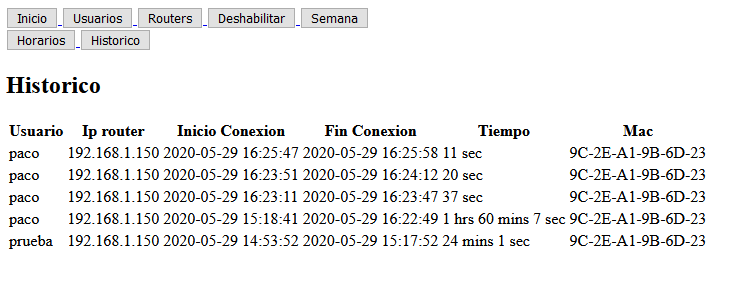 Inicio Usuarios Routers Deshabilitar Semana
Horarios Historico
Historico
Usuario Ip router Inicio Conexion Fin Conexion Tiempo Mac
paco 192.168.1.150 2020-05-29 16:25:47 2020-05-29 16:25:58 11 sec 9C-2E-A1-9B-6D-23
paco 192.168.1.150 2020-05-29 16:23:51 2020-05-29 16:24:12 20 sec 9C-2E-A1-9B-6D-23
paco 192.168.1.150 2020-05-29 16:23:11 2020-05-29 16:23:47 37 sec 9C-2E-A1-9B-6D-23
paco 192.168.1.150 2020-05-29 15:18:41 2020-05-29 16:22:49 1 hrs 60 mins 7 sec 9C-2E-A1-9B-6D-23
prueba 192.168.1.150 2020-05-29 14:53:52 2020-05-29 15:17:52 24 mins 1 sec 9C-2E-A1-9B-6D-23